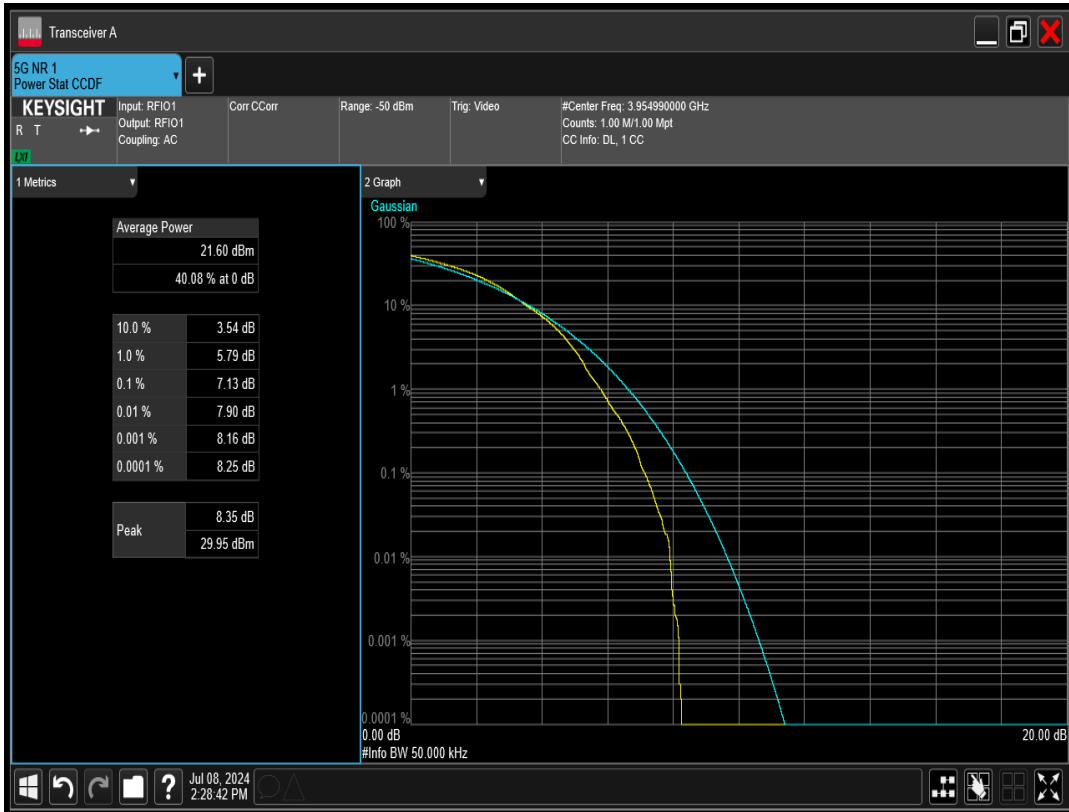 Transceiver A
5G NR 1
Power Stat CCDF
+
KEYSIGHT
R T
LXI
Input: RFIO1
Output: RFIO1
Coupling: AC
Corr CCorr
Range: -50 dBm
Trig: Video
#Center Freq: 3.954990000 GHz
Counts: 1.00 M/1.00 Mpt
CC Info: DL, 1 CC
1 Metrics
Average Power
21.60 dBm
40.08 % at 0 dB
10.0 % 3.54 dB
1.0 % 5.79 dB
0.1 % 7.13 dB
0.01 % 7.90 dB
0.001 % 8.16 dB
0.0001 % 8.25 dB
Peak
8.35 dB
29.95 dBm
2 Graph
Gaussian
100 %
10 %
1 %
0.1 %
0.01 %
0.001 %
0.0001 %
0.00 dB 20.00 dB
#Info BW 50.000 kHz
?
Jul 08, 2024
2:28:42 PM